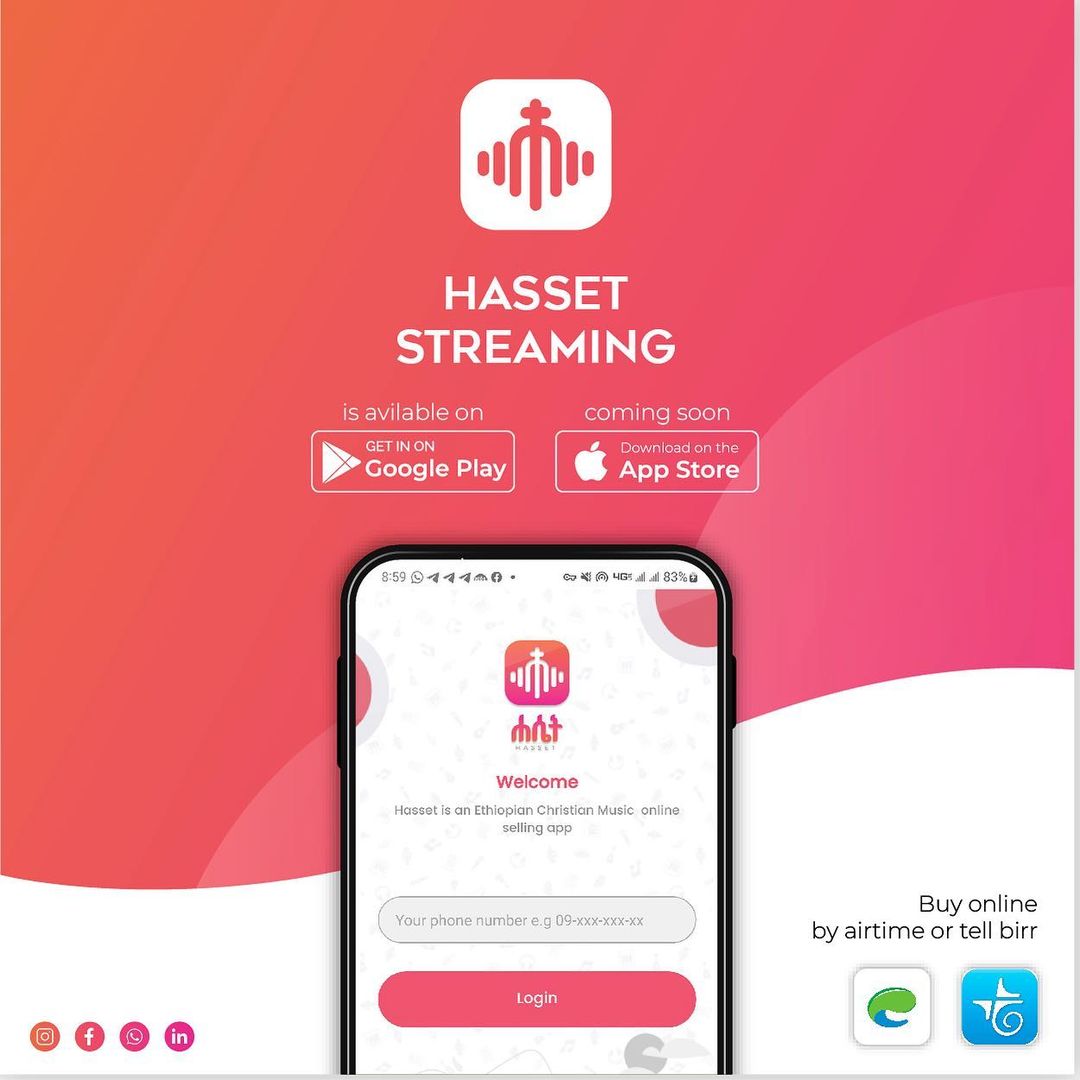 HASSET
STREAMING
is avilable on
GET IN ON
Google Play
coming soon
Download on the
App Store
8:59
4G
83%
ሐሴት
HASSET
Welcome
Hasset is an Ethiopian Christian Music online
selling app
Your phone number e.g 09-xxx-xxx-xx
Login
Buy online
by airtime or tell birr
in